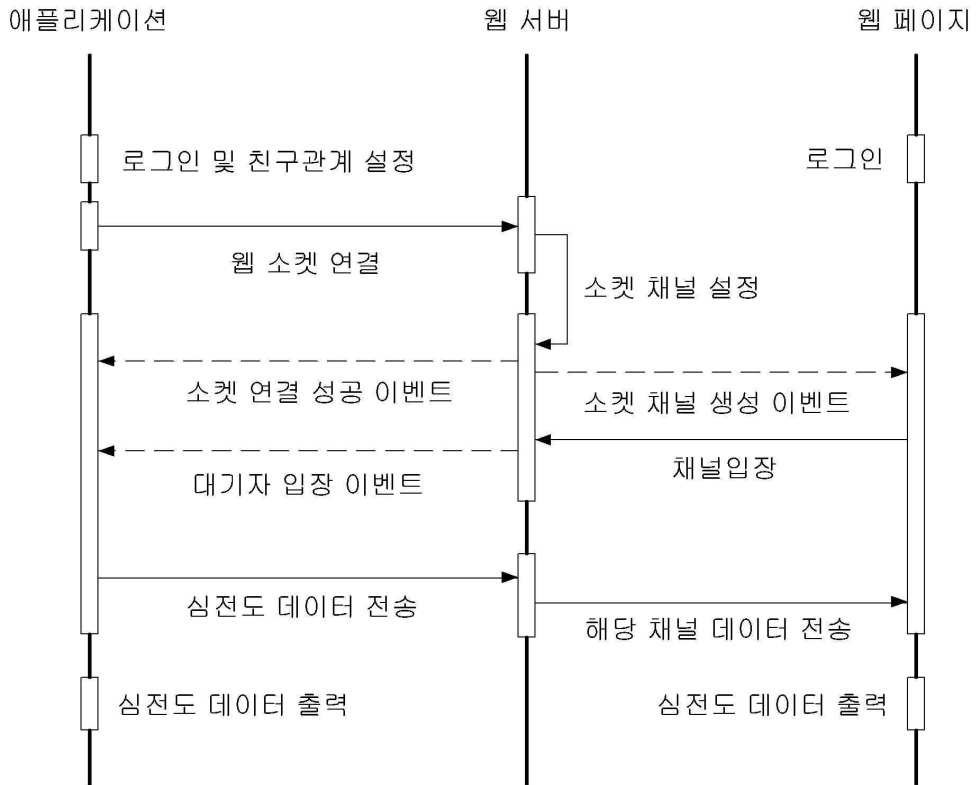 애플리케이션
웹 서버
웹 페이지
로그인 및 친구관계 설정
로그인
웹 소켓 연결
소켓 채널 설정
소켓 연결 성공 이벤트
소켓 채널 생성 이벤트
대기자 입장 이벤트
채널입장
심전도 데이터 전송
해당 채널 데이터 전송
심전도 데이터 출력
심전도 데이터 출력